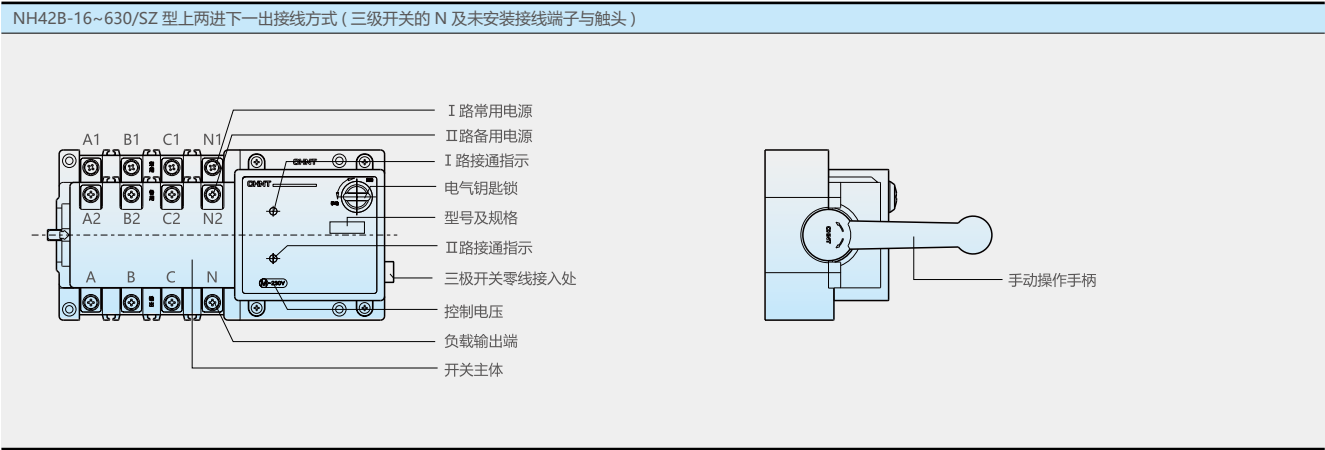 NH42B-16~630/SZ 型上两进下一出接线方式 ( 三级开关的 N 及未安装接线端子与触头 )
A1 B1 C1 N1
A2 B2 C2 N2
A B C N
CHNT
CHNT
M~230V
Ⅰ路常用电源
Ⅱ路备用电源
Ⅰ路接通指示
电气钥匙锁
型号及规格
Ⅱ路接通指示
三极开关零线接入处
控制电压
负载输出端
开关主体
CHNT
手动操作手柄